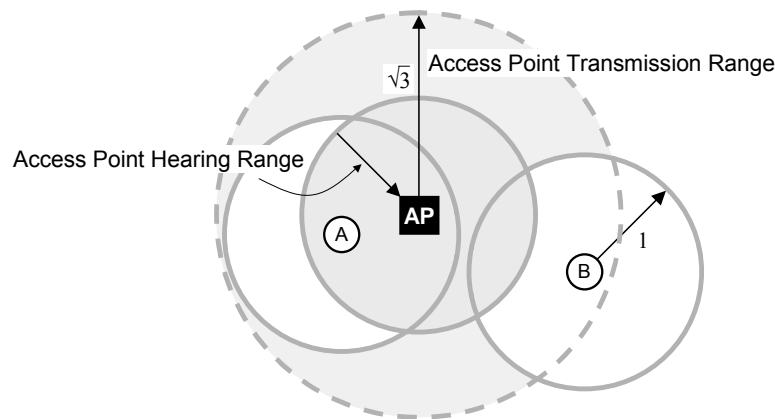 √3
Access Point Transmission Range
Access Point Hearing Range
AP
A
B
1